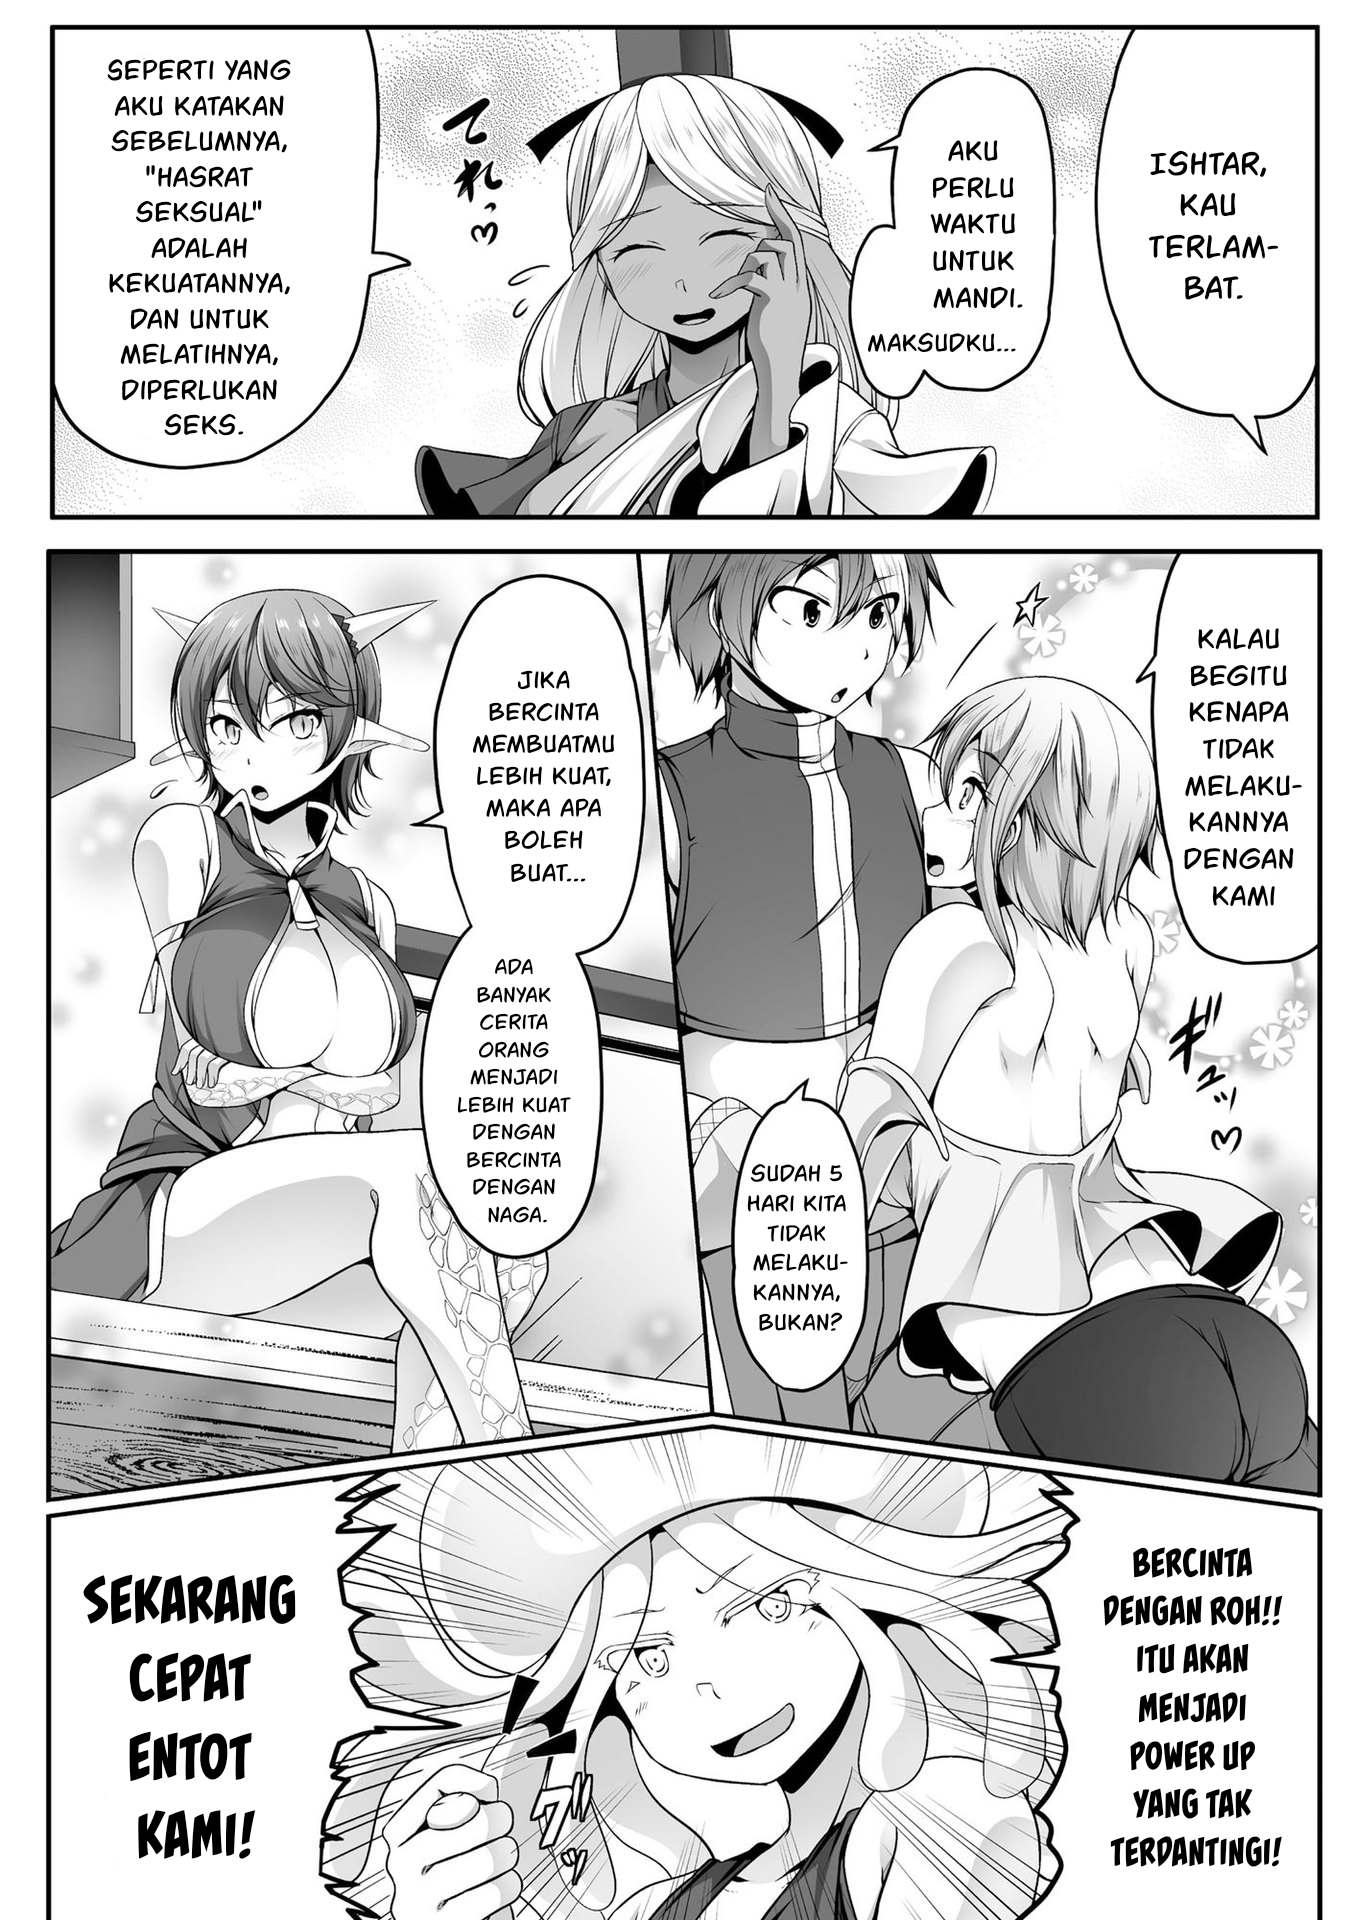 ISHTAR,
KAU
TERLAM-
BAT.
AKU
PERLU
WAKTU
UNTUK
MANDI.
MAKSUDKU...
てれっ♡
SEPERTI YANG
AKU KATAKAN
SEBELUMNYA,
"HASRAT
SEKSUAL"
ADALAH
KEKUATANNYA,
DAN UNTUK
MELATIHNYA,
DIPERLUKAN
SEKS.
KALAU
BEGITU
KENAPA
TIDAK
MELAKU-
KANNYA
DENGAN
KAMI
ギュッ♡
SUDAH 5
HARI KITA
TIDAK
MELAKU-
KANNYA,
BUKAN?
JIKA
BERCINTA
MEMBUATMU
LEBIH KUAT,
MAKA APA
BOLEH
BUAT...
ADA
BANYAK
CERITA
ORANG
MENJADI
LEBIH KUAT
DENGAN
BERCINTA
DENGAN
NAGA.
BERCINTA
DENGAN ROH!!
ITU AKAN
MENJADI
POWER UP
YANG TAK
TERDANTINGI!
グッ
SEKARANG
CEPAT
ENTOT
KAMI!